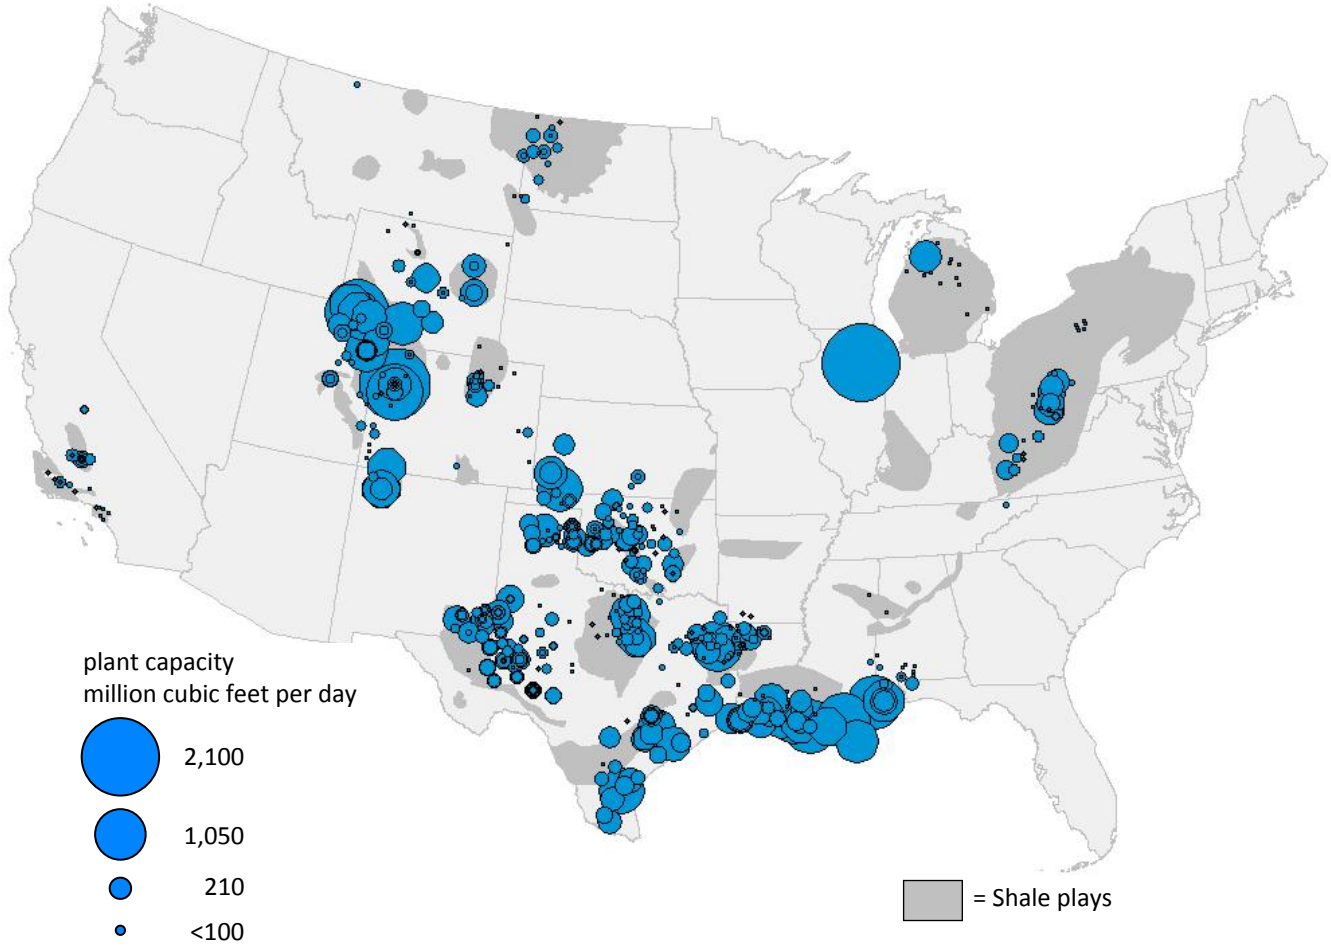 plant capacity
million cubic feet per day
2,100
1,050
210
<100
= Shale plays